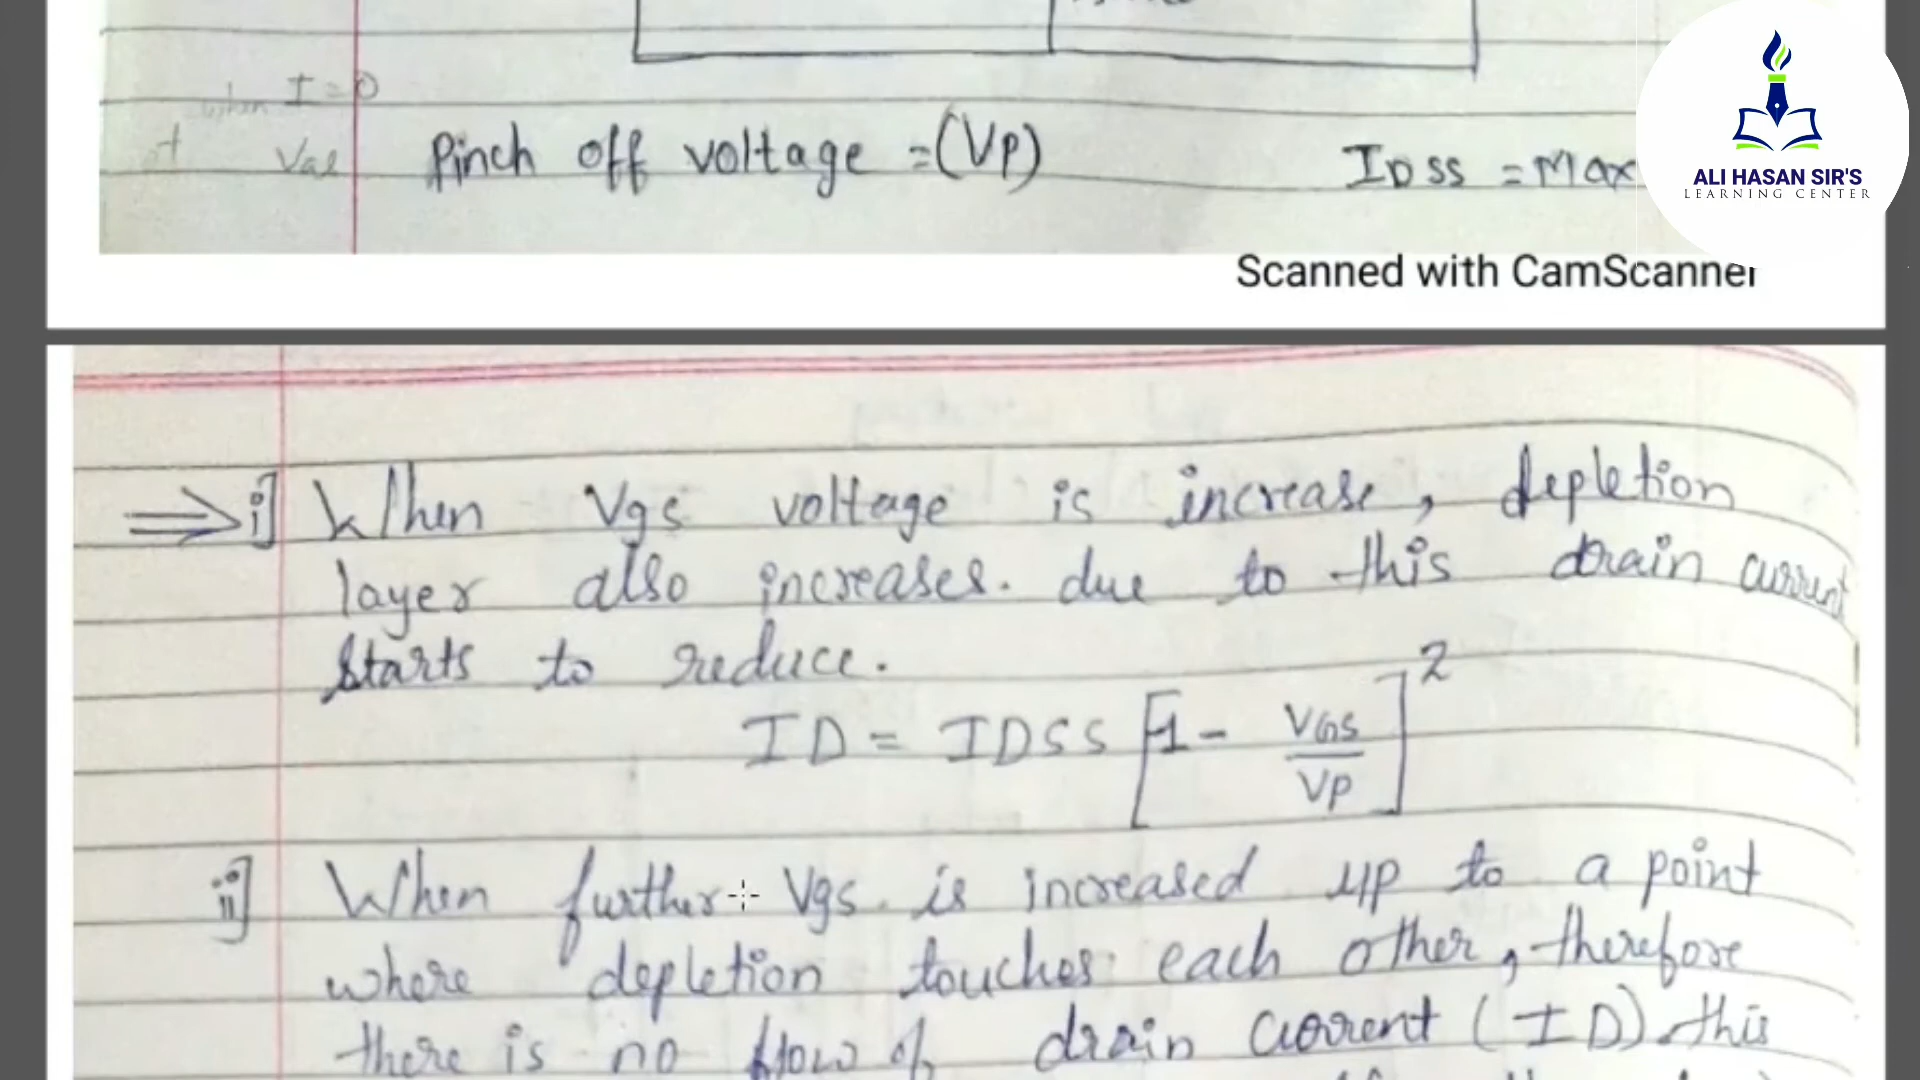 when I = 0
Pinch off voltage = (VP)
IDSS = Max
ALI HASAN SIR'S
LEARNING CENTER
Scanned with CamScanner
⇒ i] When Vgs voltage is increase, depletion
layer also increases. due to this drain current
starts to reduce.
ID = IDSS [1 - VGS/VP]²
ii] When further Vgs is increased up to a point
where depletion touches each other, therefore
there is no flow of drain current (ID) this